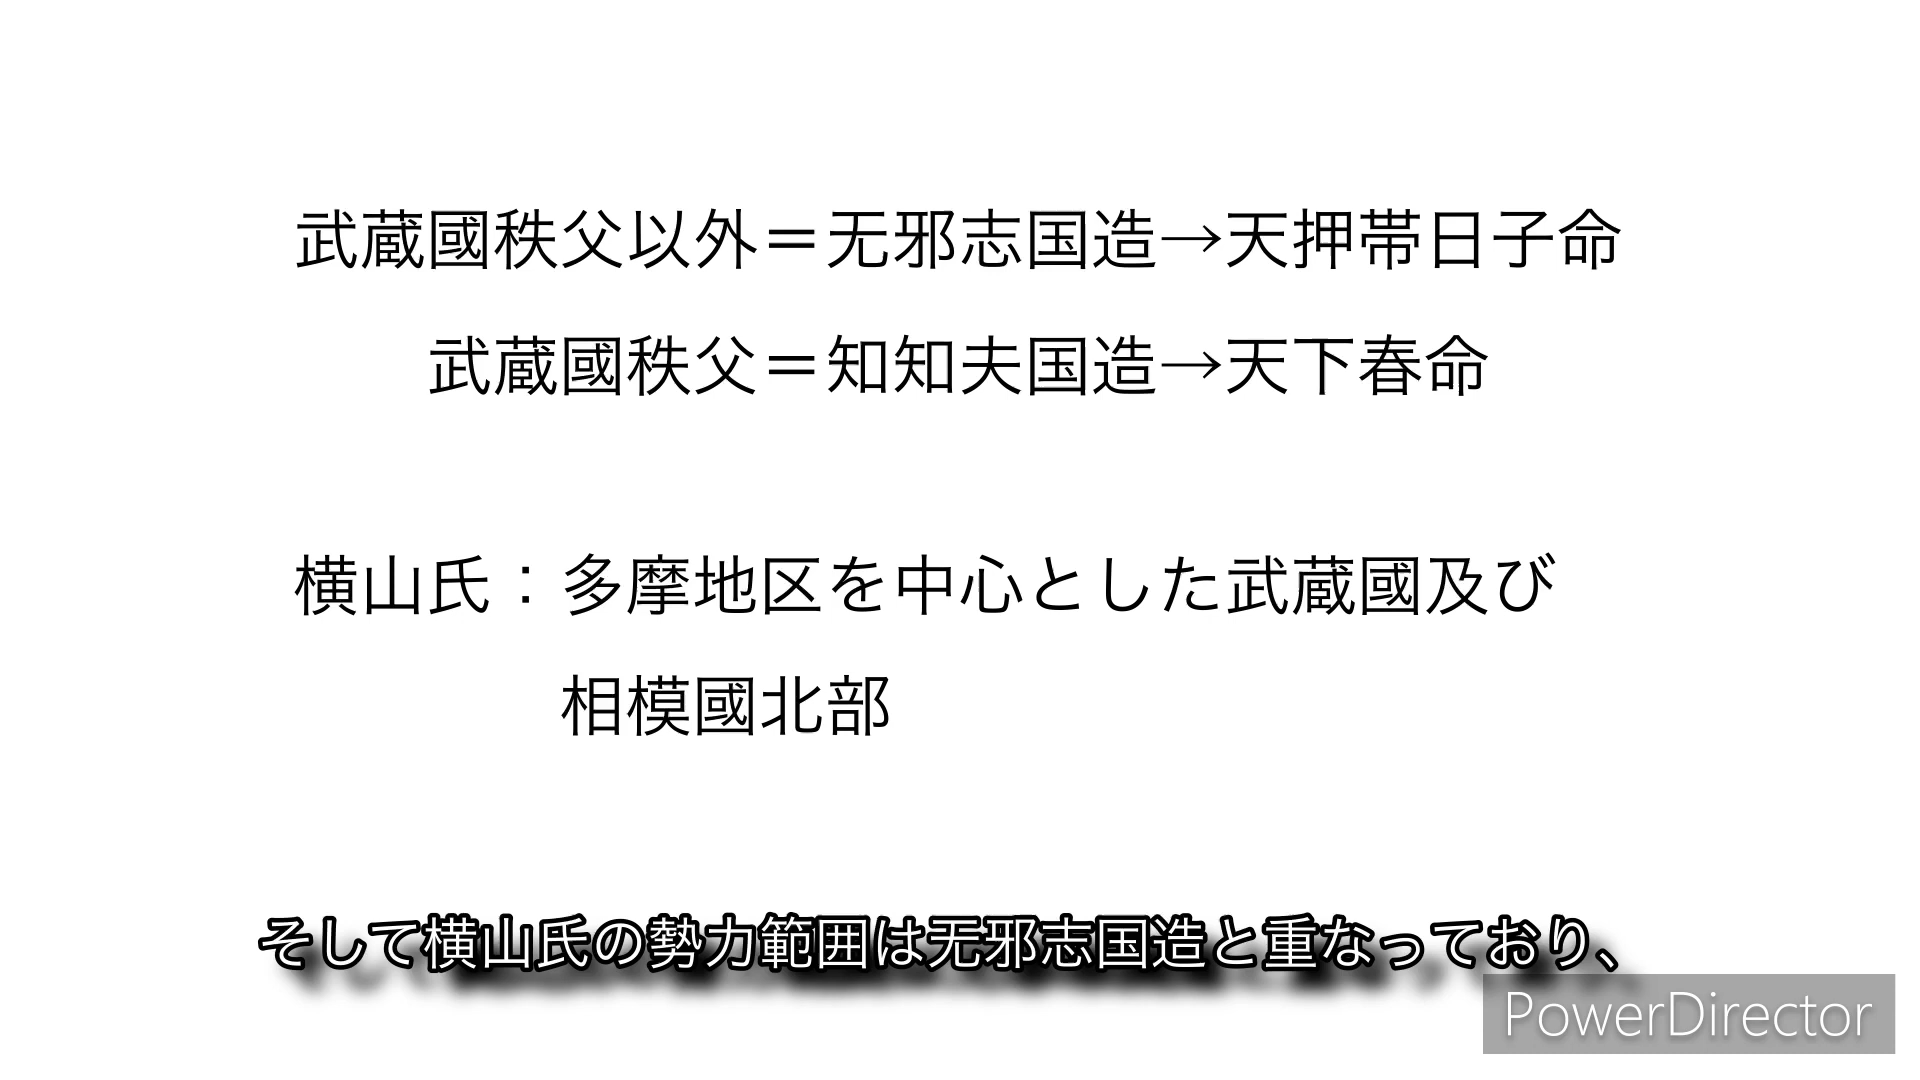 武蔵國秩父以外＝无邪志国造→天押帯日子命
武蔵國秩父＝知知夫国造→天下春命
横山氏：多摩地区を中心とした武蔵國及び
相模國北部
そして横山氏の勢力範囲は无邪志国造と重なっており、
PowerDirector